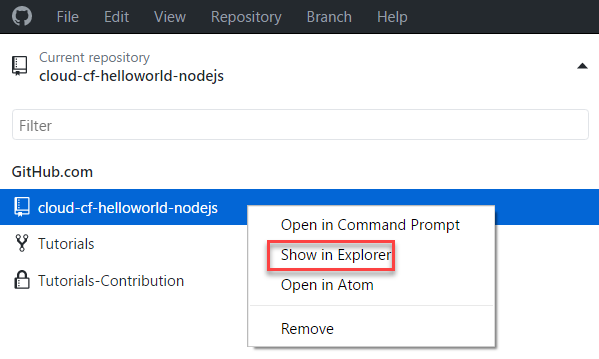 File Edit View Repository Branch Help
Current repository
cloud-cf-helloworld-nodejs
Filter
GitHub.com
cloud-cf-helloworld-nodejs
Tutorials
Tutorials-Contribution
Open in Command Prompt
Show in Explorer
Open in Atom
Remove